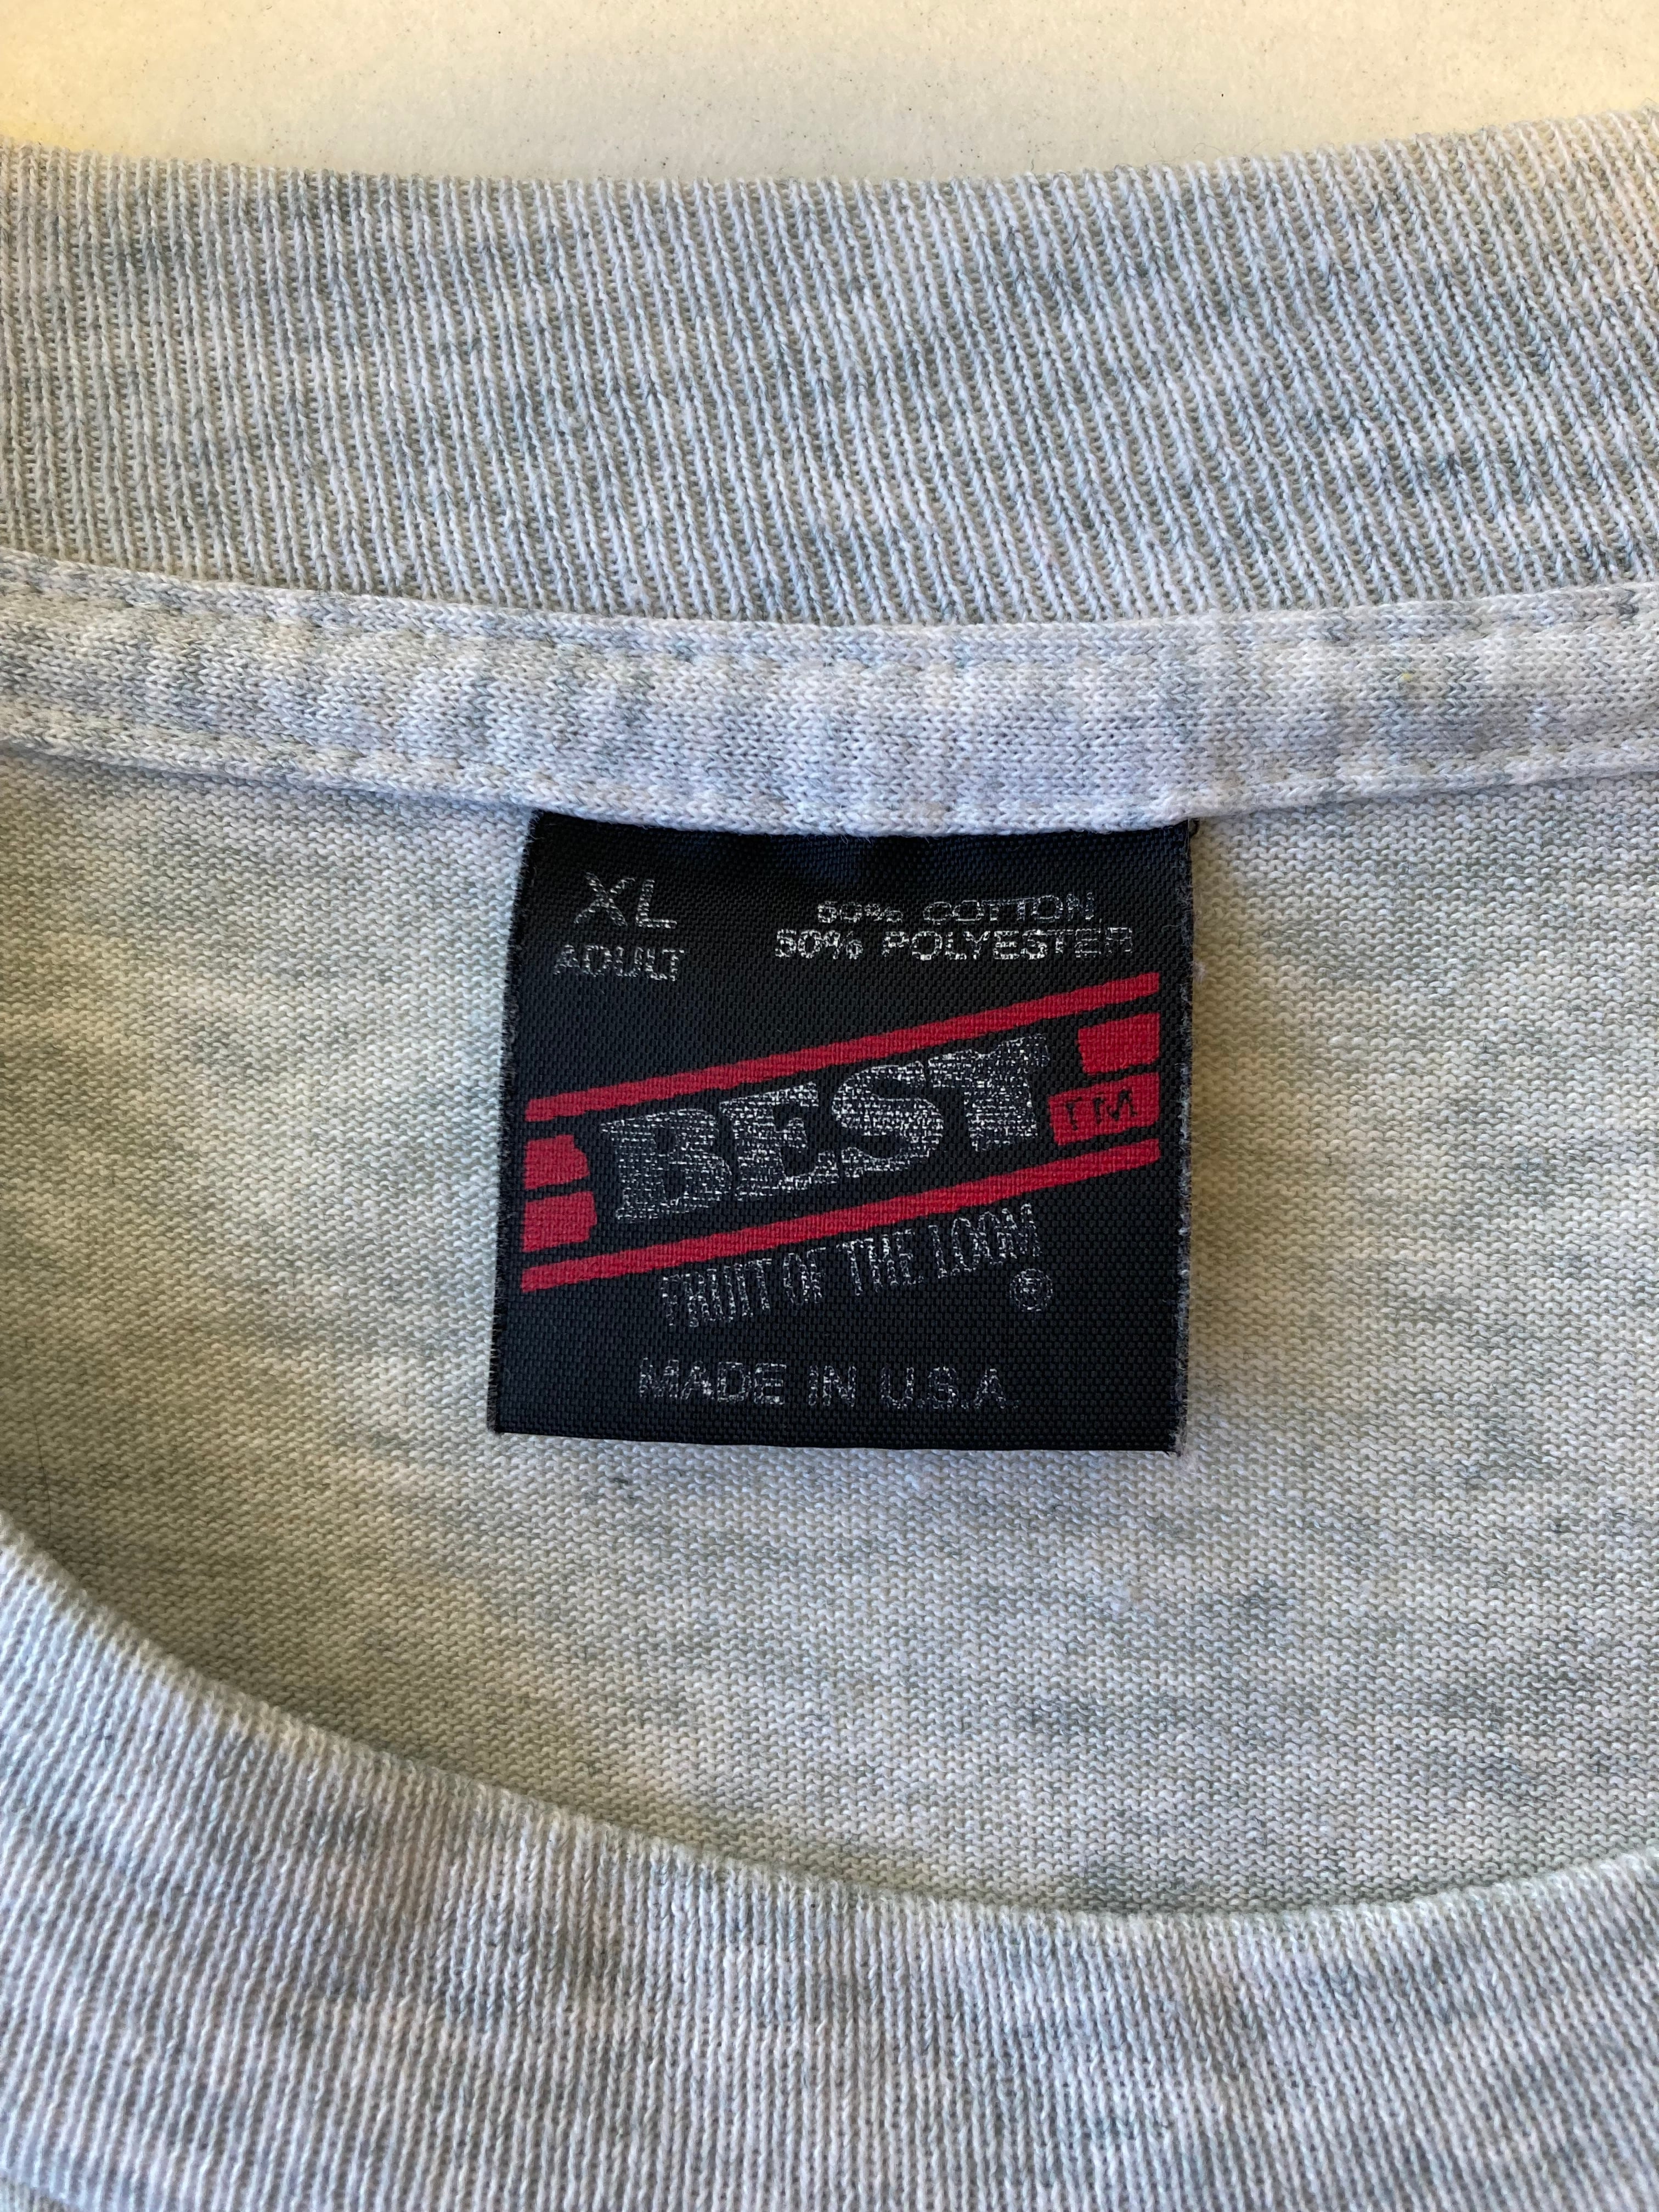 XL
ADULT
50% COTTON
50% POLYESTER
BEST
TM
FRUIT OF THE LOOM
®
MADE IN U.S.A.